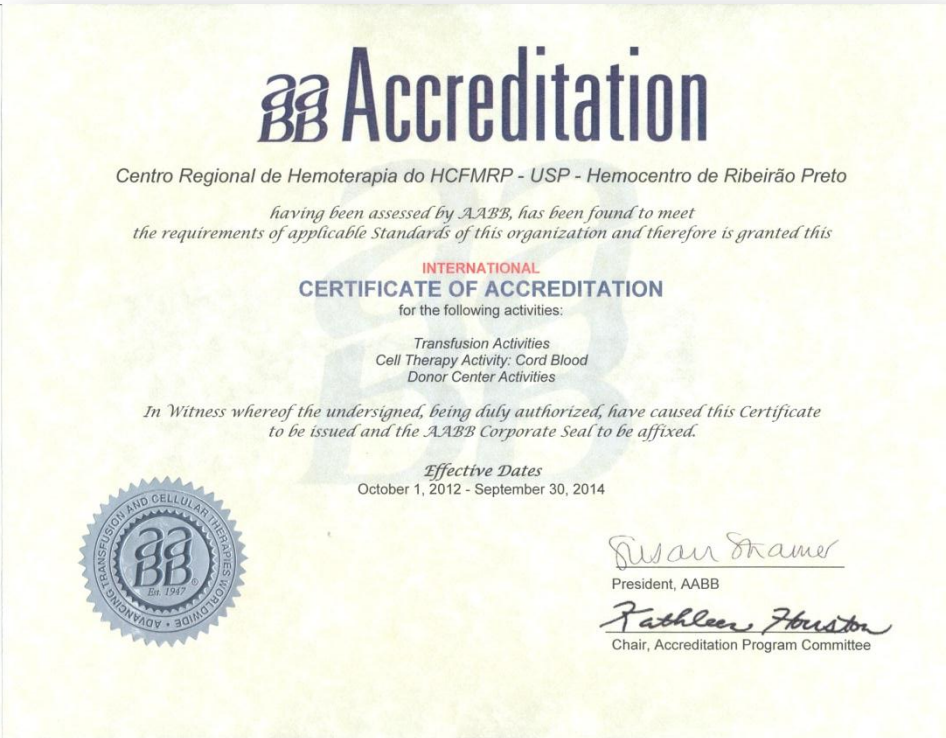 aaBB Accreditation
Centro Regional de Hemoterapia do HCFMRP - USP - Hemocentro de Ribeirão Preto
having been assessed by AABB, has been found to meet
the requirements of applicable Standards of this organization and therefore is granted this
INTERNATIONAL
CERTIFICATE OF ACCREDITATION
for the following activities:
Transfusion Activities
Cell Therapy Activity: Cord Blood
Donor Center Activities
In Witness whereof the undersigned, being duly authorized, have caused this Certificate
to be issued and the AABB Corporate Seal to be affixed.
Effective Dates
October 1, 2012 - September 30, 2014
ADVANCING TRANSFUSION AND CELLULAR THERAPIES WORLDWIDE •
aaBB®
Est. 1947
Susan Stramer
President, AABB
Kathleen Houston
Chair, Accreditation Program Committee